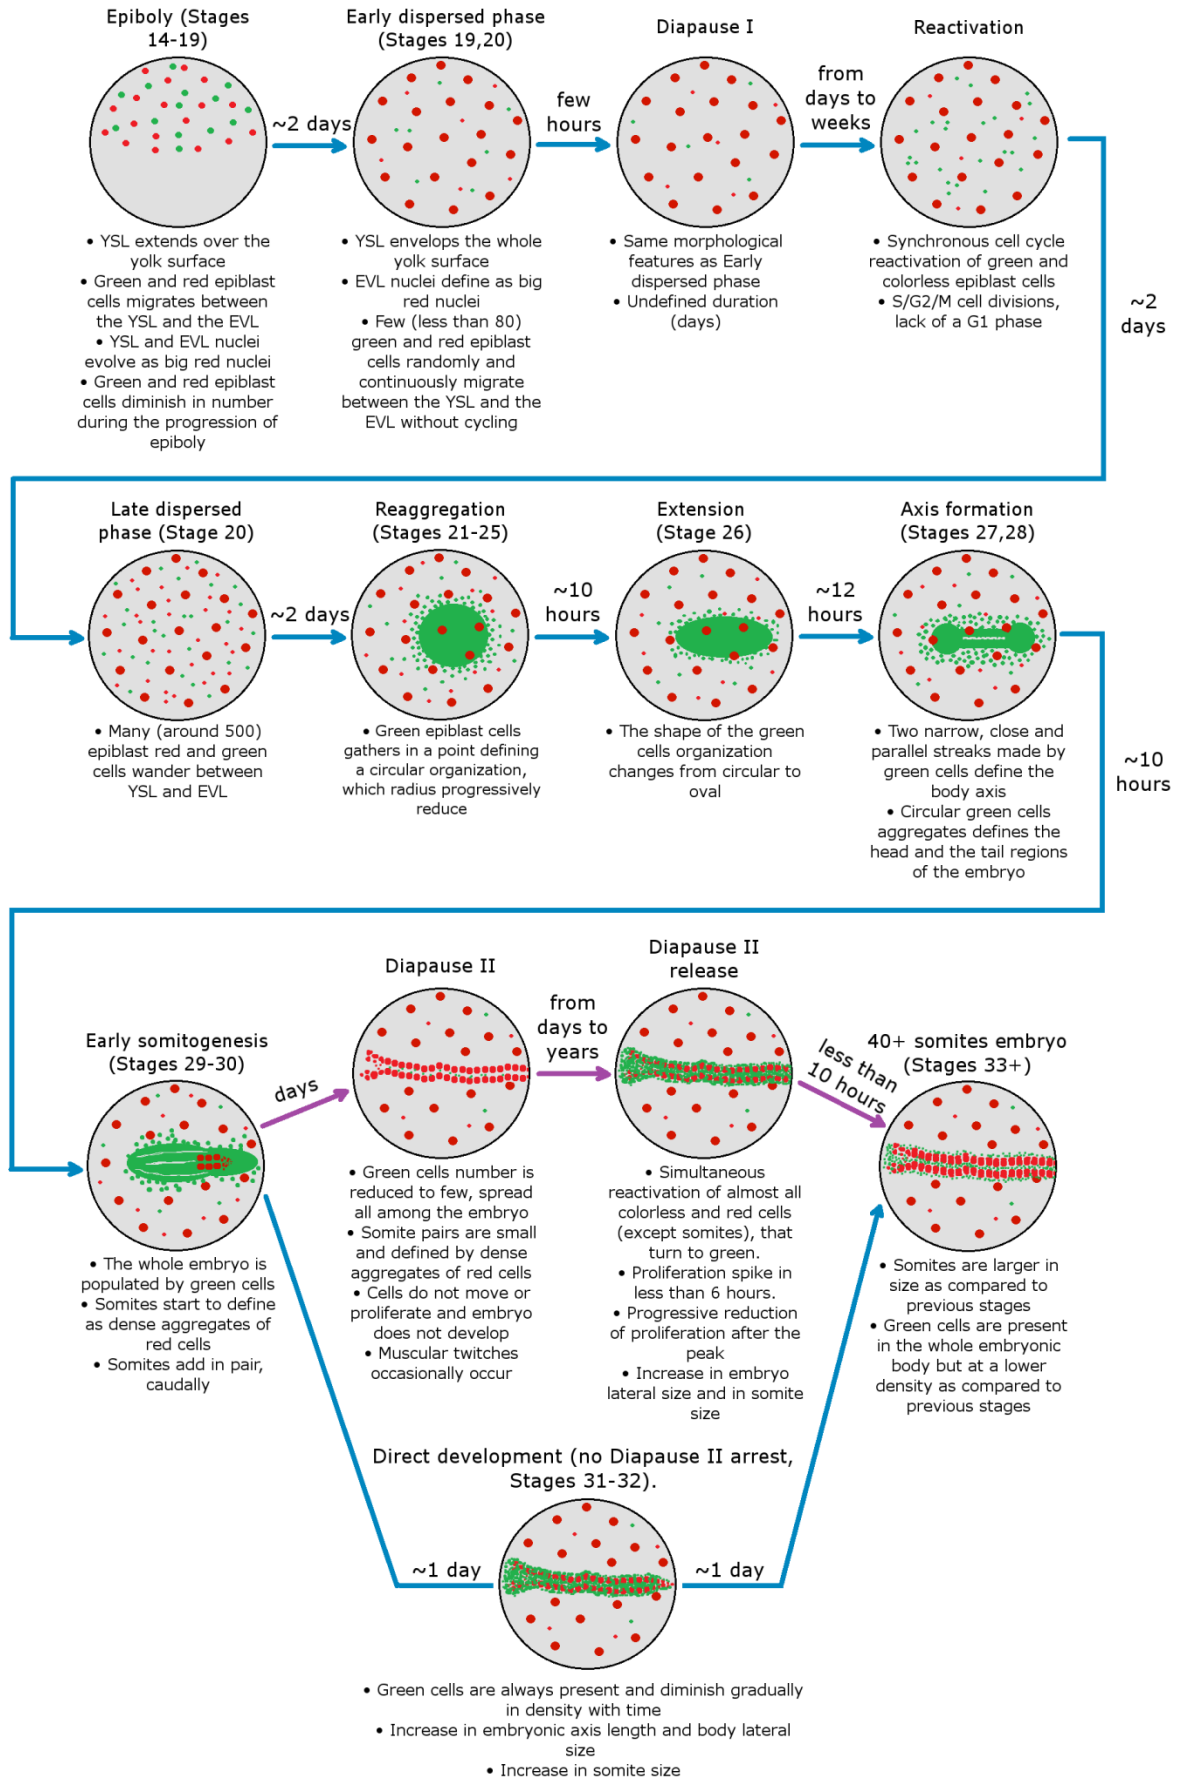 Epiboly (Stages
14-19)
Early dispersed phase
(Stages 19,20)
Diapause I
Reactivation
~2 days
few
hours
from
days to
weeks
• YSL extends over the
yolk surface
• Green and red epiblast
cells migrates between
the YSL and the EVL
• YSL and EVL nuclei
evolve as big red nuclei
• Green and red epiblast
cells diminish in number
during the progression of
epiboly
• YSL envelops the whole
yolk surface
• EVL nuclei define as big
red nuclei
• Few (less than 80)
green and red epiblast
cells randomly and
continuously migrate
between the YSL and the
EVL without cycling
• Same morphological
features as Early
dispersed phase
• Undefined duration
(days)
• Synchronous cell cycle
reactivation of green and
colorless epiblast cells
• S/G2/M cell divisions,
lack of a G1 phase
~2
days
Late dispersed
phase (Stage 20)
Reaggregation
(Stages 21-25)
Extension
(Stage 26)
Axis formation
(Stages 27,28)
~2 days
~10
hours
~12
hours
• Many (around 500)
epiblast red and green
cells wander between
YSL and EVL
• Green epiblast cells
gathers in a point defining
a circular organization,
which radius progressively
reduce
• The shape of the green
cells organization
changes from circular to
oval
• Two narrow, close and
parallel streaks made by
green cells define the
body axis
• Circular green cells
aggregates defines the
head and the tail regions
of the embryo
~10
hours
Early somitogenesis
(Stages 29-30)
Diapause II
Diapause II
release
40+ somites embryo
(Stages 33+)
days
from
days to
years
less than
10 hours
• The whole embryo is
populated by green cells
• Somites start to define
as dense aggregates of
red cells
• Somites add in pair,
caudally
• Green cells number is
reduced to few, spread
all among the embryo
• Somite pairs are small
and defined by dense
aggregates of red cells
• Cells do not move or
proliferate and embryo
does not develop
• Muscular twitches
occasionally occur
• Simultaneous
reactivation of almost all
colorless and red cells
(except somites), that
turn to green.
• Proliferation spike in
less than 6 hours.
• Progressive reduction
of proliferation after the
peak
• Increase in embryo
lateral size and in somite
size
• Somites are larger in
size as compared to
previous stages
• Green cells are present
in the whole embryonic
body but at a lower
density as compared to
previous stages
Direct development (no Diapause II arrest,
Stages 31-32).
~1 day
~1 day
• Green cells are always present and diminish gradually
in density with time
• Increase in embryonic axis length and body lateral
size
• Increase in somite size